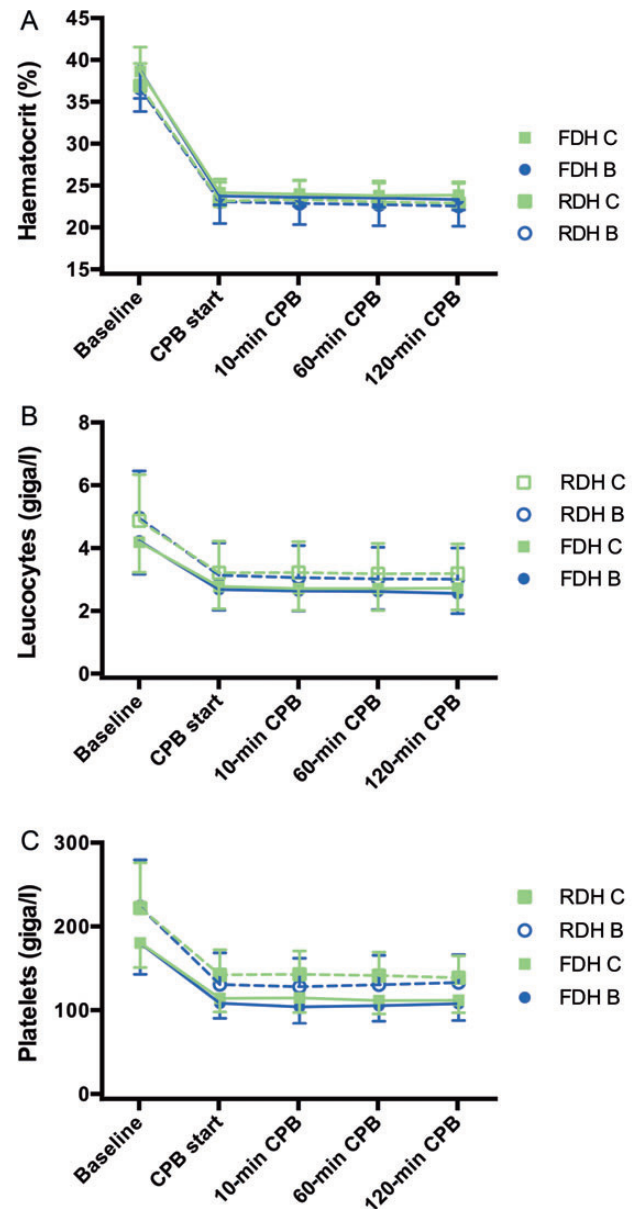 A
Haematocrit (%)
45
40
35
30
25
20
15
Baseline
CPB start
10-min CPB
60-min CPB
120-min CPB
FDH C
FDH B
RDH C
RDH B
B
Leucocytes (giga/l)
8
6
4
2
0
Baseline
CPB start
10-min CPB
60-min CPB
120-min CPB
RDH C
RDH B
FDH C
FDH B
C
Platelets (giga/l)
300
200
100
0
Baseline
CPB start
10-min CPB
60-min CPB
120-min CPB
RDH C
RDH B
FDH C
FDH B